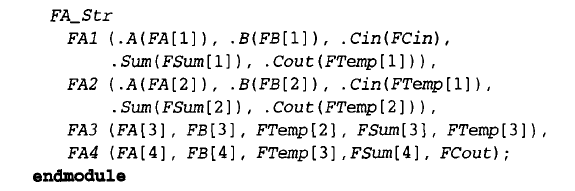 FA_Str
FA1 (.A(FA[1]), .B(FB[1]), .Cin(FCin),
.Sum(FSum[1]), .Cout(FTemp[1])),
FA2 (.A(FA[2]), .B(FB[2]), .Cin(FTemp[1]),
.Sum(FSum[2]), .Cout(FTemp[2])),
FA3 (FA[3], FB[3], FTemp[2], FSum[3], FTemp[3]),
FA4 (FA[4], FB[4], FTemp[3],FSum[4], FCout);
endmodule